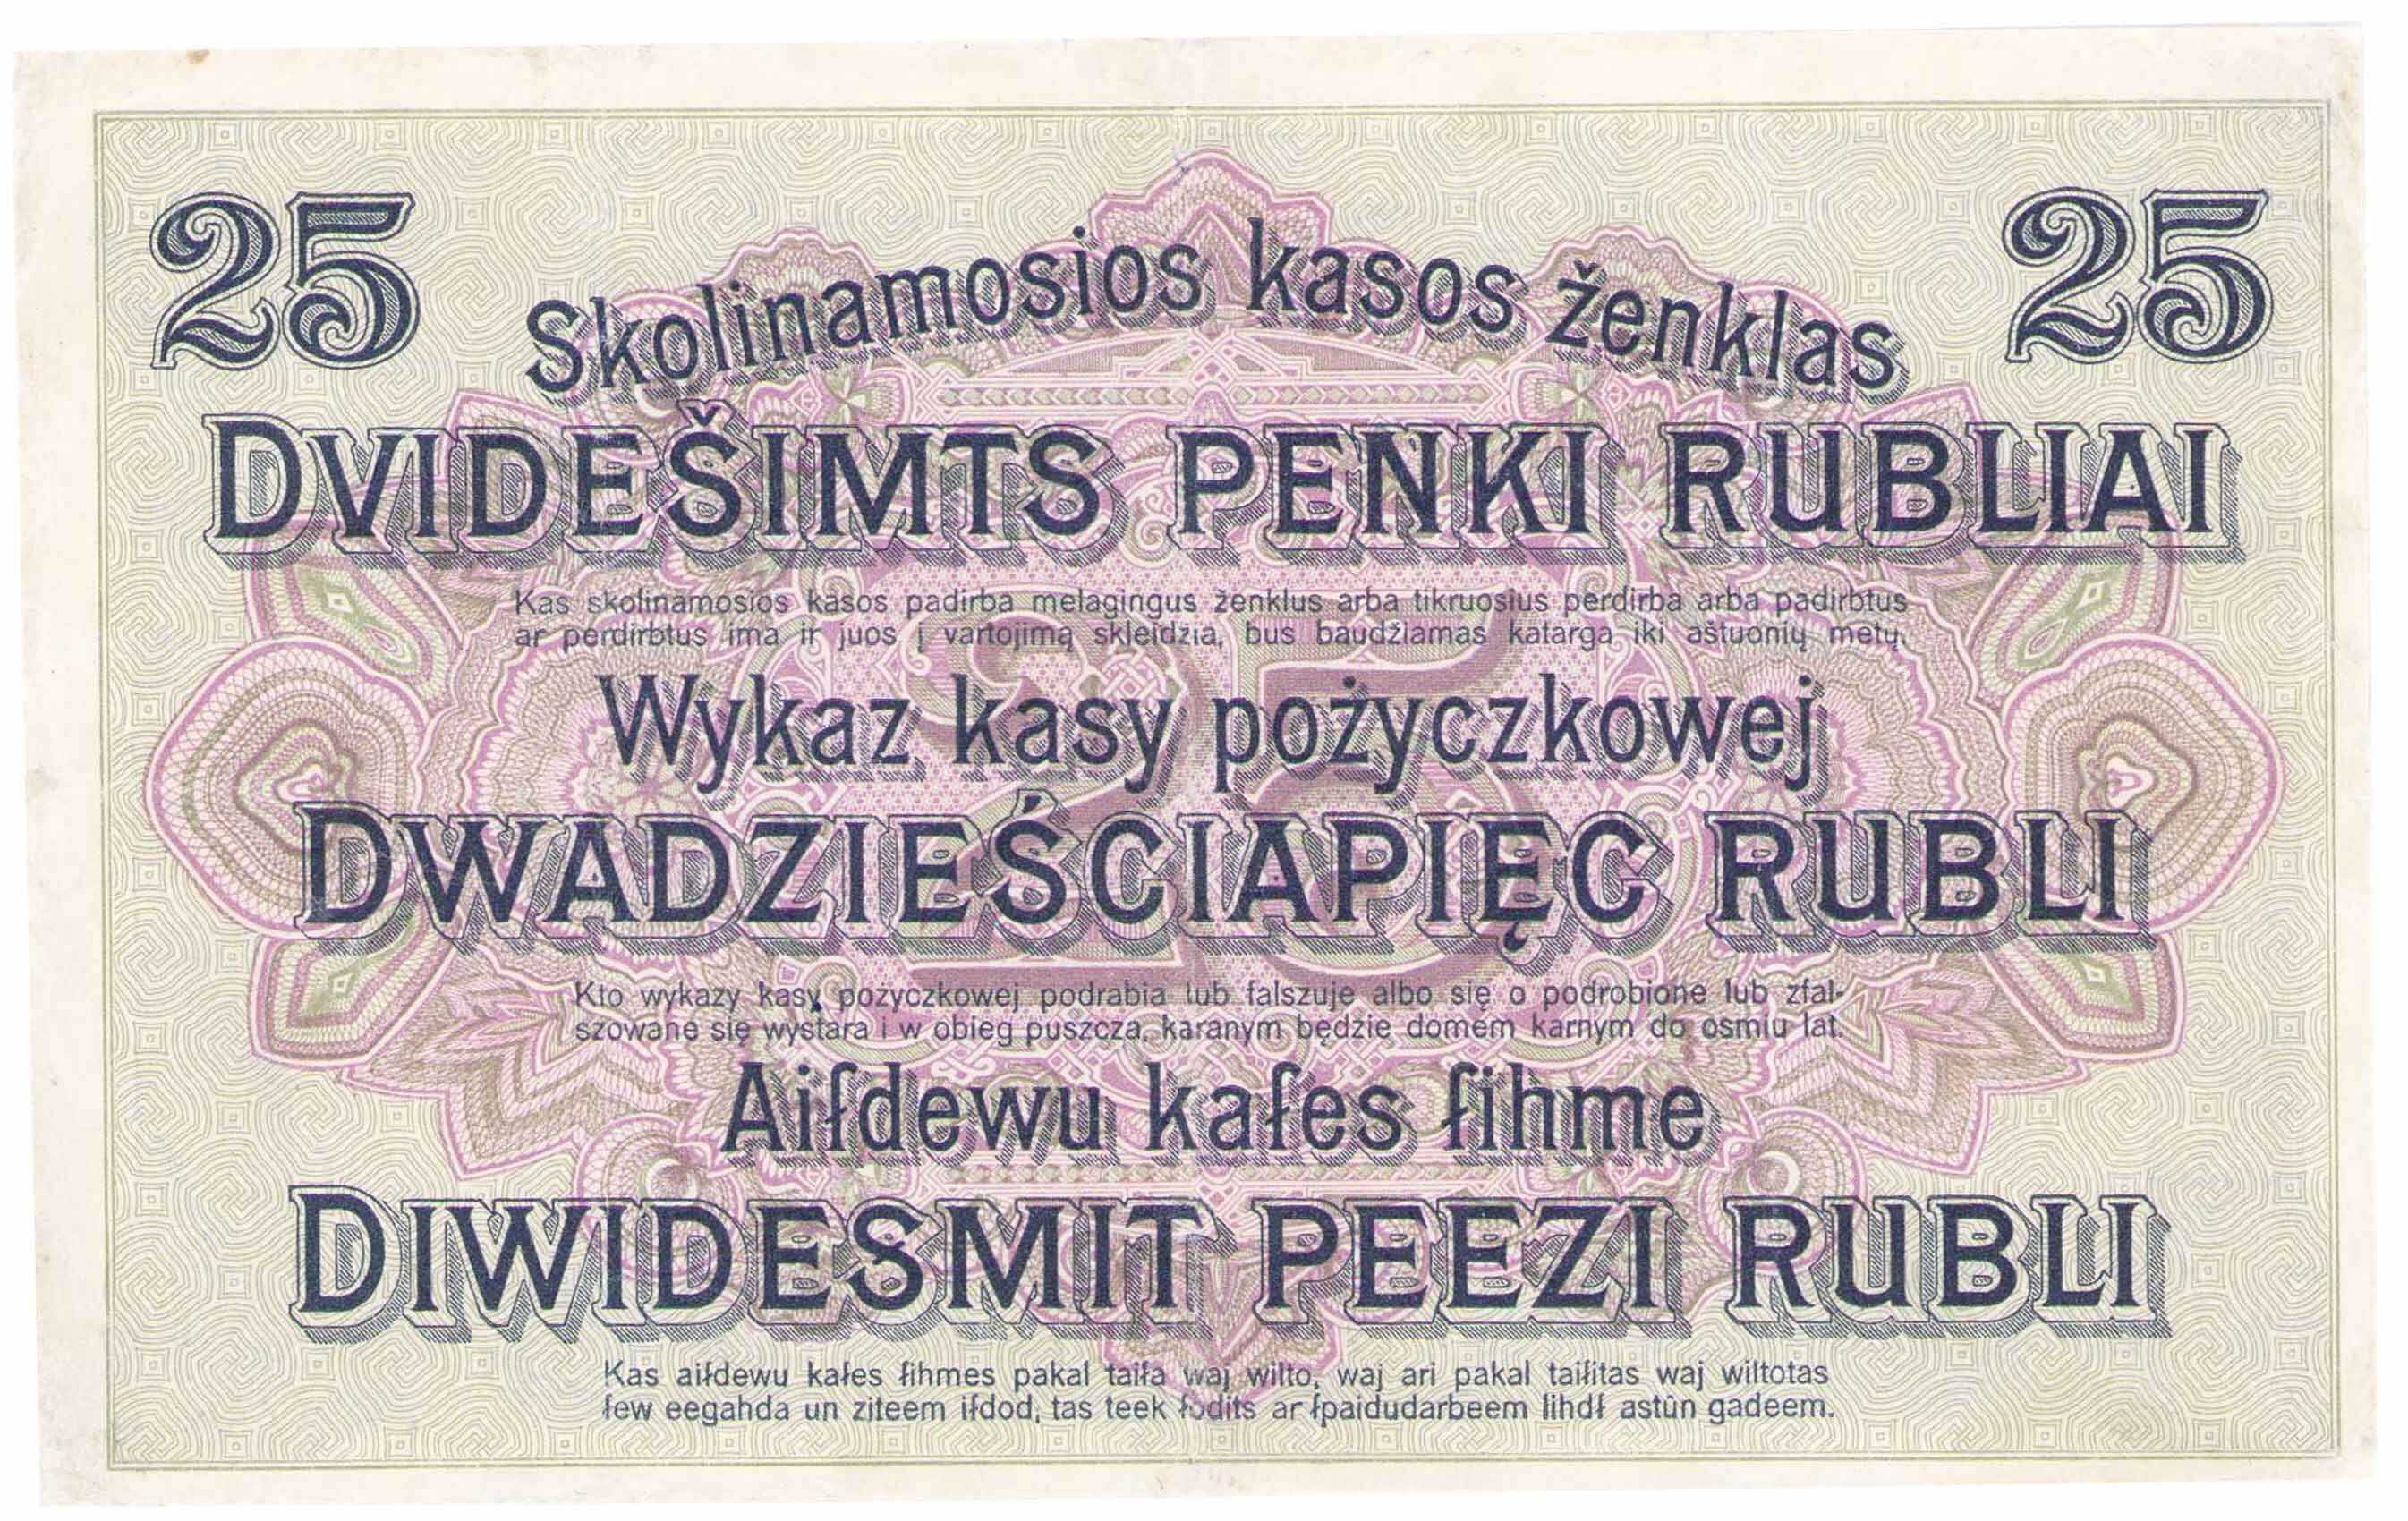 25 25
Skolinamosios kasos ženklas
DVIDEŠIMTS PENKI RUBLIAI
Kas skolinamosios kasos padirba melagingus ženklus arba tikruosius perdirba arba padirbtus
ar perdirbtus ima ir juos į vartojimą skleidžia, bus baudžiamas katarga iki aštuonių metų.
Wykaz kasy pożyczkowej
DWADZIEŚCIAPIĘC RUBLI
Kto wykazy kasy pożyczkowej podrabia lub falszuje albo się o podrobione lub zfal-
szowane się wystara i w obieg puszcza, karanym będzie domem karnym do osmiu lat.
Aiſdewu kaſes ſihme
DIWIDESMIT PEEZI RUBLI
Kas aiſdewu kaſes ſihmes pakal taiſa waj wilto, waj ari pakal taiſitas waj wiltotas
ſew eegahda un ziteem iſdod, tas teek ſodits ar ſpaidudarbeem lihdſ astûn gadeem.